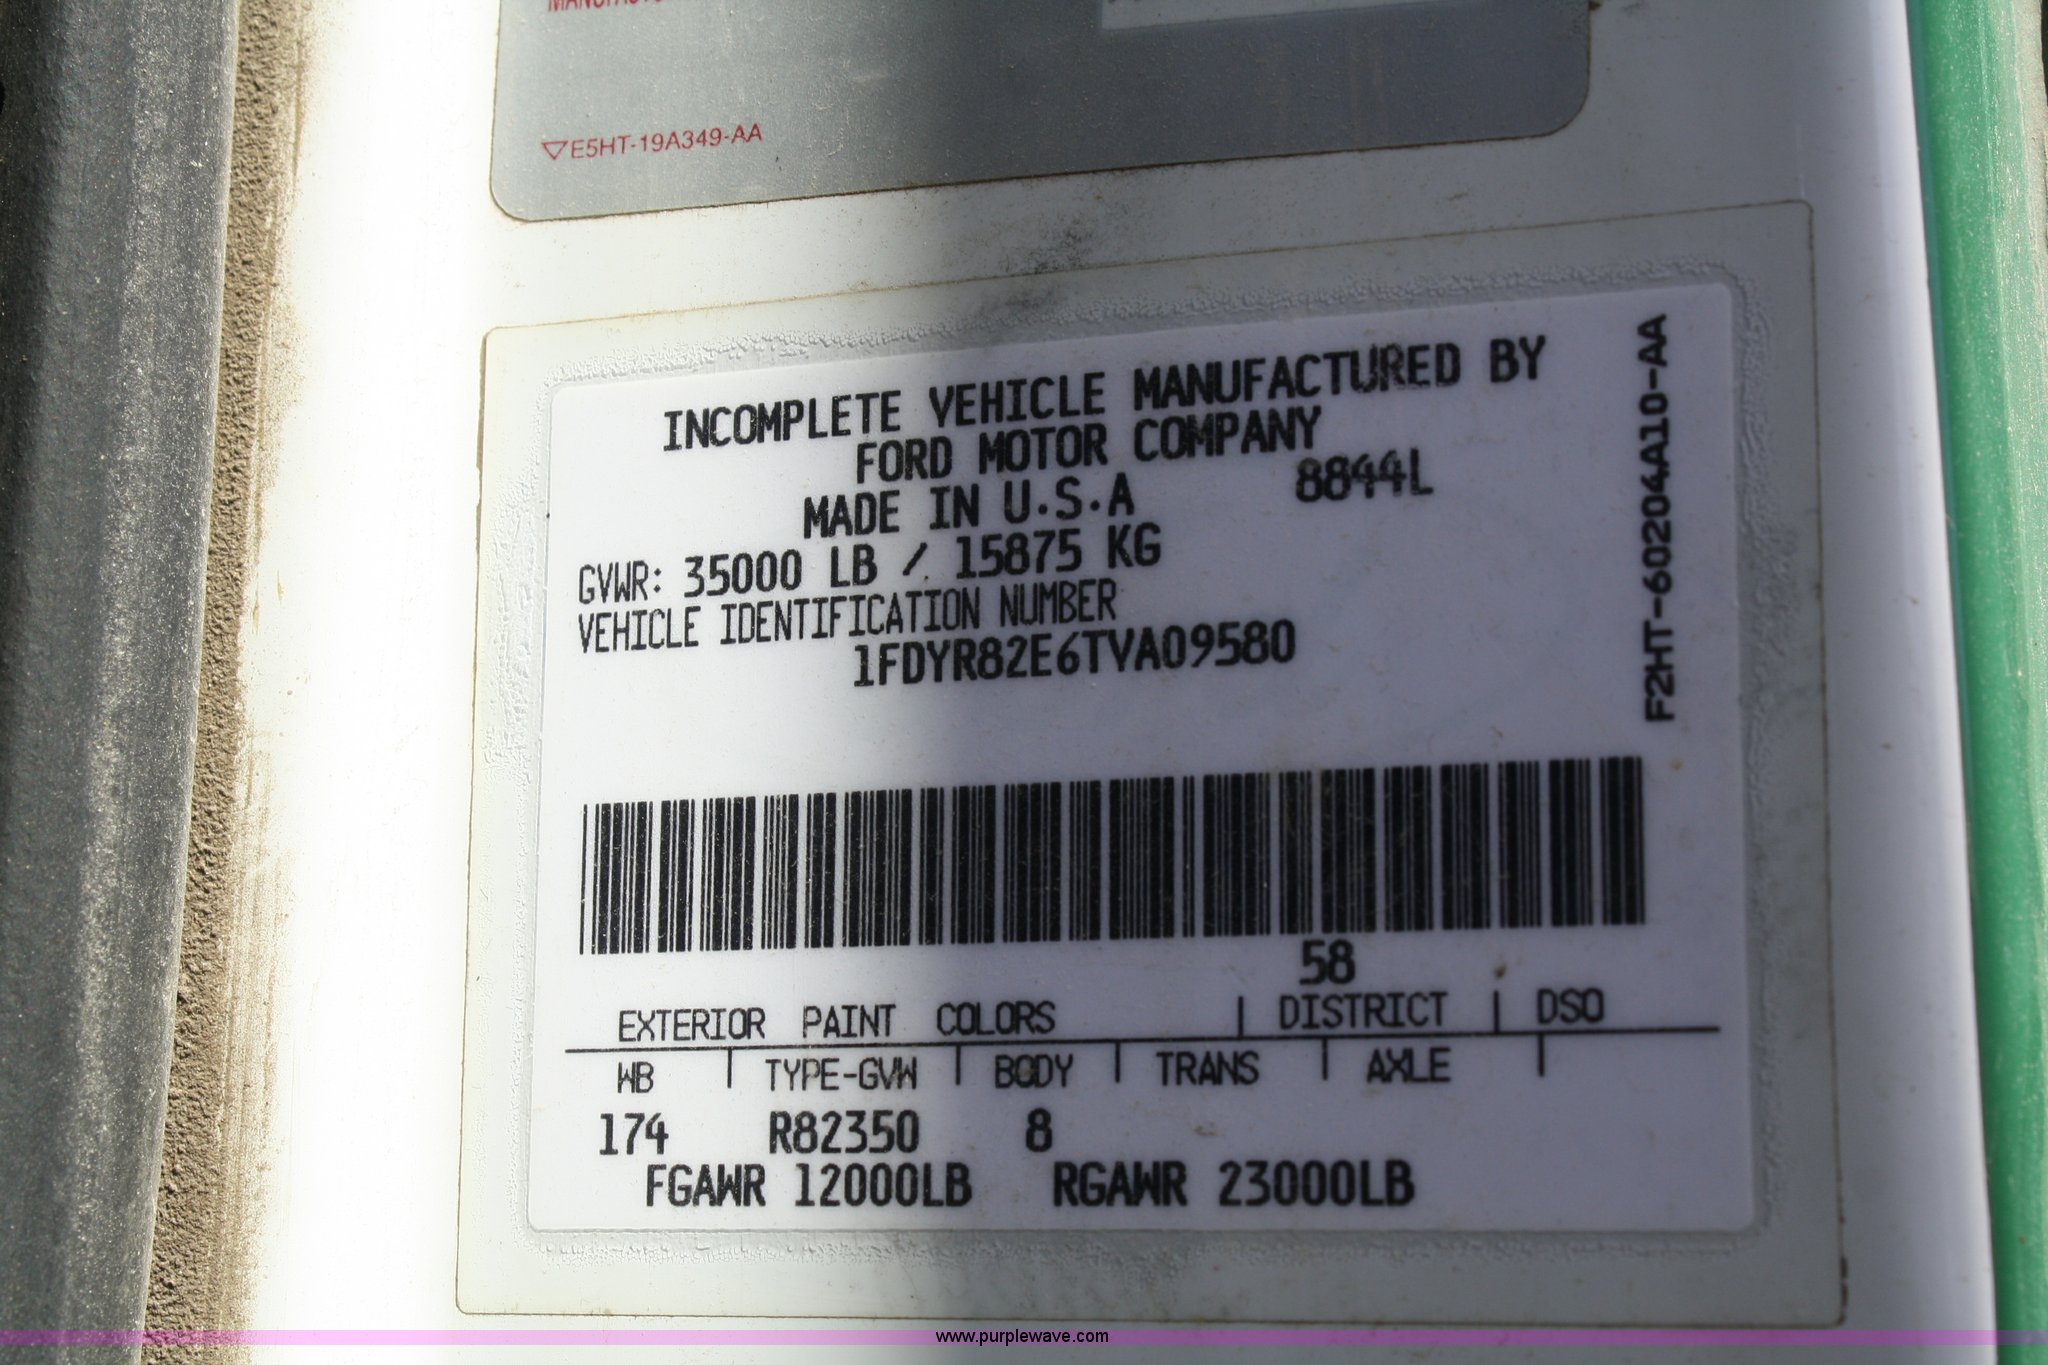 ▽E5HT-19A349-AA
INCOMPLETE VEHICLE MANUFACTURED BY
FORD MOTOR COMPANY
MADE IN U.S.A 8844L
GVWR: 35000 LB / 15875 KG
VEHICLE IDENTIFICATION NUMBER
1FDYR82E6TVA09580
F2HT-60204A10-AA
58
EXTERIOR PAINT COLORS | DISTRICT | DSO
WB | TYPE-GVW | BODY | TRANS | AXLE |
174 R82350 8
FGAWR 12000LB RGAWR 23000LB
www.purplewave.com